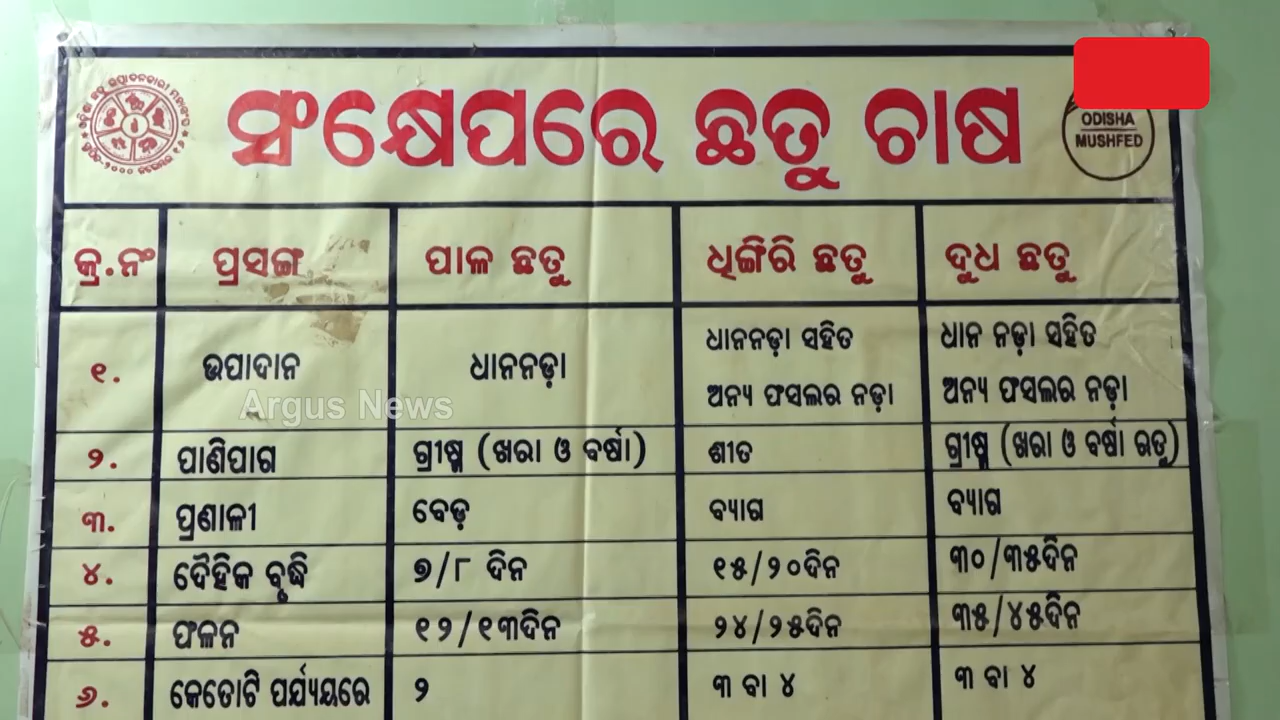 ସଂକ୍ଷେପରେ ଛତୁ ଚାଷ
ODISHA
MUSHFED
କ୍ର.ନଂ ପ୍ରସଙ୍ଗ ପାଳ ଛତୁ ଧିଙ୍ଗିରି ଛତୁ ଦୁଧ ଛତୁ
୧. ଉପାଦାନ ଧାନନଡ଼ା ଧାନନଡ଼ା ସହିତ ଧାନ ନଡ଼ା ସହିତ
ଅନ୍ୟ ଫସଲର ନଡ଼ା ଅନ୍ୟ ଫସଲର ନଡ଼ା
Argus News
୨. ପାଣିପାଗ ଗ୍ରୀଷ୍ମ (ଖରା ଓ ବର୍ଷା) ଶୀତ ଗ୍ରୀଷ୍ମ (ଖରା ଓ ବର୍ଷା ଋତୁ)
୩. ପ୍ରଣାଳୀ ବେଡ଼ ବ୍ୟାଗ ବ୍ୟାଗ
୪. ଦୈହିକ ବୃଦ୍ଧି ୭/୮ ଦିନ ୧୫/୨୦ଦିନ ୩୦/୩୫ଦିନ
୫. ଫଳନ ୧୨/୧୩ଦିନ ୨୪/୨୫ଦିନ ୩୫/୪୫ଦିନ
୬. କେତୋଟି ପର୍ଯ୍ୟୟରେ ୨ ୩ ବା ୪ ୩ ବା ୪